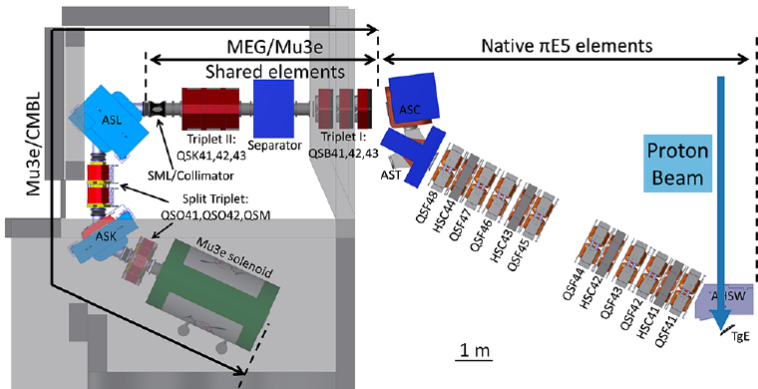 MEG/Mu3e
Shared elements
Native πE5 elements
Mu3e/CMBL
ASL
Triplet II:
QSK41,42,43
Separator
Triplet I:
QSB41,42,43
SML/Collimator
Split Triplet:
QSO41,QSO42,QSM
ASK
Mu3e solenoid
ASC
AST
QSF48
HSC44
QSF47
QSF46
HSC43
QSF45
QSF44
HSC42
QSF43
QSF42
HSC41
QSF41
Proton
Beam
AHSW
TgE
1 m